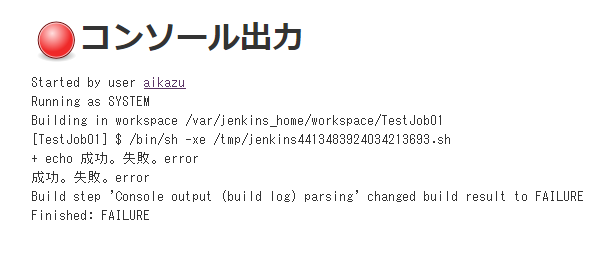 コンソール出力
Started by user aikazu
Running as SYSTEM
Building in workspace /var/jenkins_home/workspace/TestJob01
[TestJob01] $ /bin/sh -xe /tmp/jenkins4413483924034213693.sh
+ echo 成功。失敗。error
成功。失敗。error
Build step 'Console output (build log) parsing' changed build result to FAILURE
Finished: FAILURE